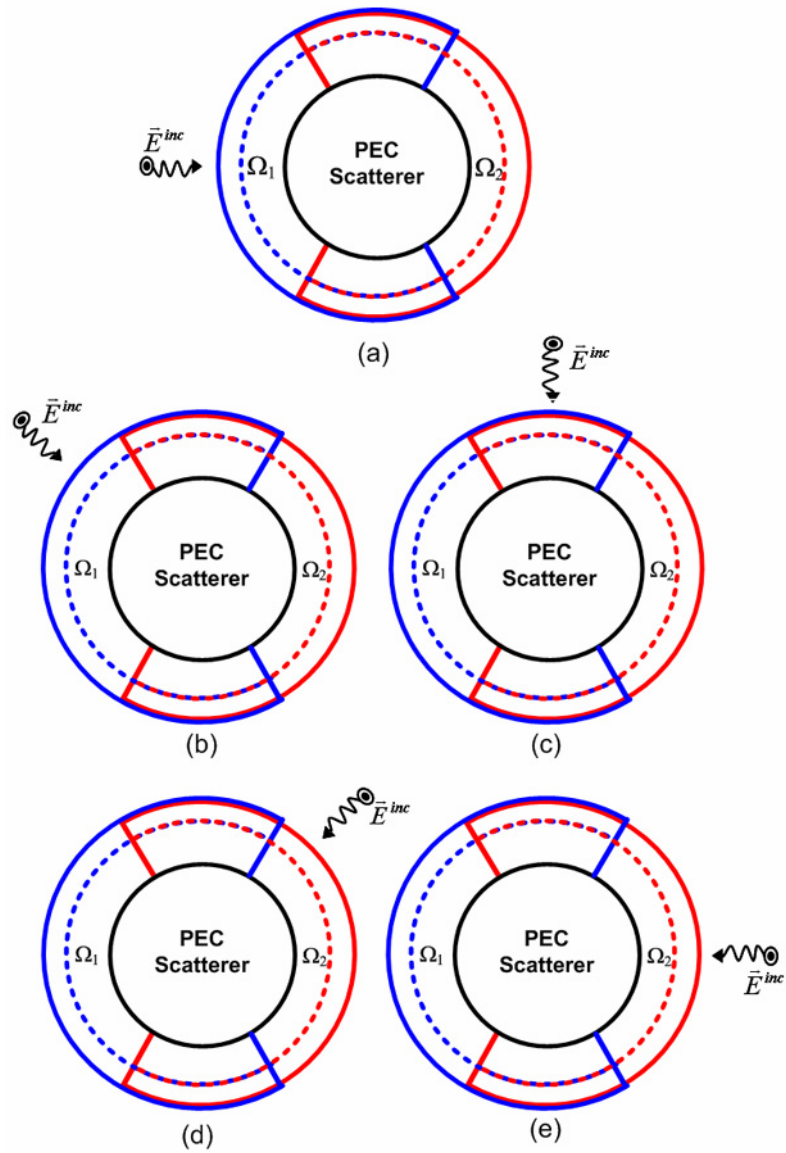 E⃗ inc
Ω₁
PEC
Scatterer
Ω₂
(a)
E⃗ inc
E⃗ inc
Ω₁
PEC
Scatterer
Ω₂
Ω₁
PEC
Scatterer
Ω₂
(b)
(c)
E⃗ inc
Ω₁
PEC
Scatterer
Ω₂
Ω₁
PEC
Scatterer
Ω₂
E⃗ inc
(d)
(e)